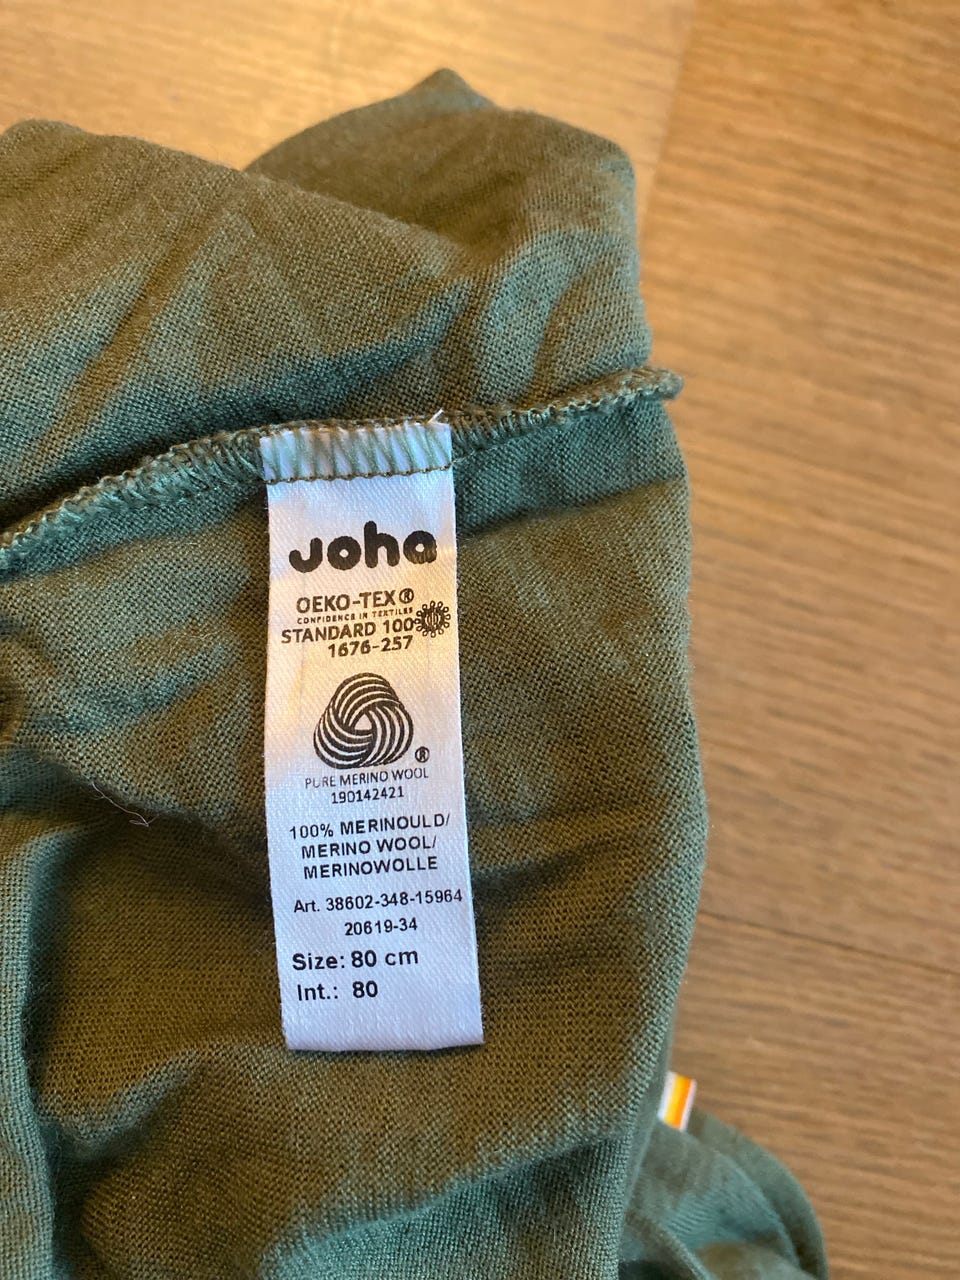 Joha
OEKO-TEX®
CONFIDENCE IN TEXTILES
STANDARD 100
1676-257
®
PURE MERINO WOOL
190142421
100% MERINOULD/
MERINO WOOL/
MERINOWOLLE
Art. 38602-348-15964
20619-34
Size: 80 cm
Int.: 80